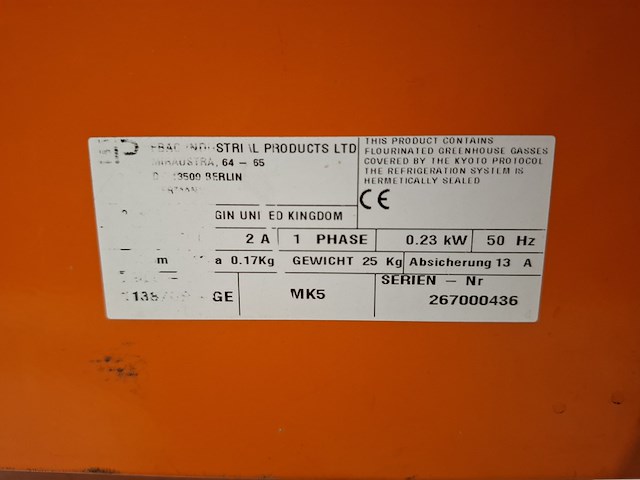 INDUSTRIAL PRODUCTS LTD
64 - 65
BERLIN
UNITED KINGDOM
THIS PRODUCT CONTAINS
FLOURINATED GREENHOUSE GASSES
COVERED BY THE KYOTO PROTOCOL
THE REFRIGERATION SYSTEM IS
HERMETICALLY SEALED
CE
2 A 1 PHASE 0.23 kW 50 Hz
0.17Kg GEWICHT 25 Kg Absicherung 13 A
GE MK5 SERIEN - Nr
267000436